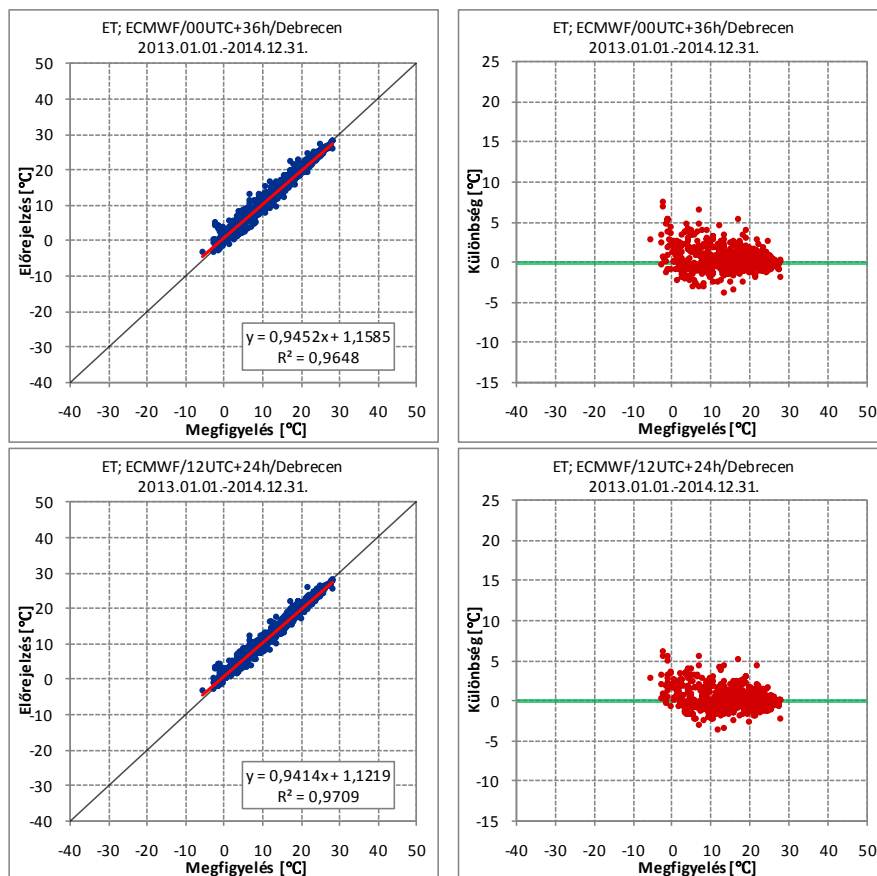 ET; ECMWF/00UTC+36h/Debrecen
2013.01.01.-2014.12.31.
Előrejelzés [°C]
50
40
30
20
10
0
-10
-20
-30
-40
y = 0,9452x + 1,1585
R² = 0,9648
-40 -30 -20 -10 0 10 20 30 40 50
Megfigyelés [°C]
ET; ECMWF/00UTC+36h/Debrecen
2013.01.01.-2014.12.31.
Különbség [°C]
25
20
15
10
5
0
-5
-10
-15
-40 -30 -20 -10 0 10 20 30 40 50
Megfigyelés [°C]
ET; ECMWF/12UTC+24h/Debrecen
2013.01.01.-2014.12.31.
Előrejelzés [°C]
50
40
30
20
10
0
-10
-20
-30
-40
y = 0,9414x + 1,1219
R² = 0,9709
-40 -30 -20 -10 0 10 20 30 40 50
Megfigyelés [°C]
ET; ECMWF/12UTC+24h/Debrecen
2013.01.01.-2014.12.31.
Különbség [°C]
25
20
15
10
5
0
-5
-10
-15
-40 -30 -20 -10 0 10 20 30 40 50
Megfigyelés [°C]